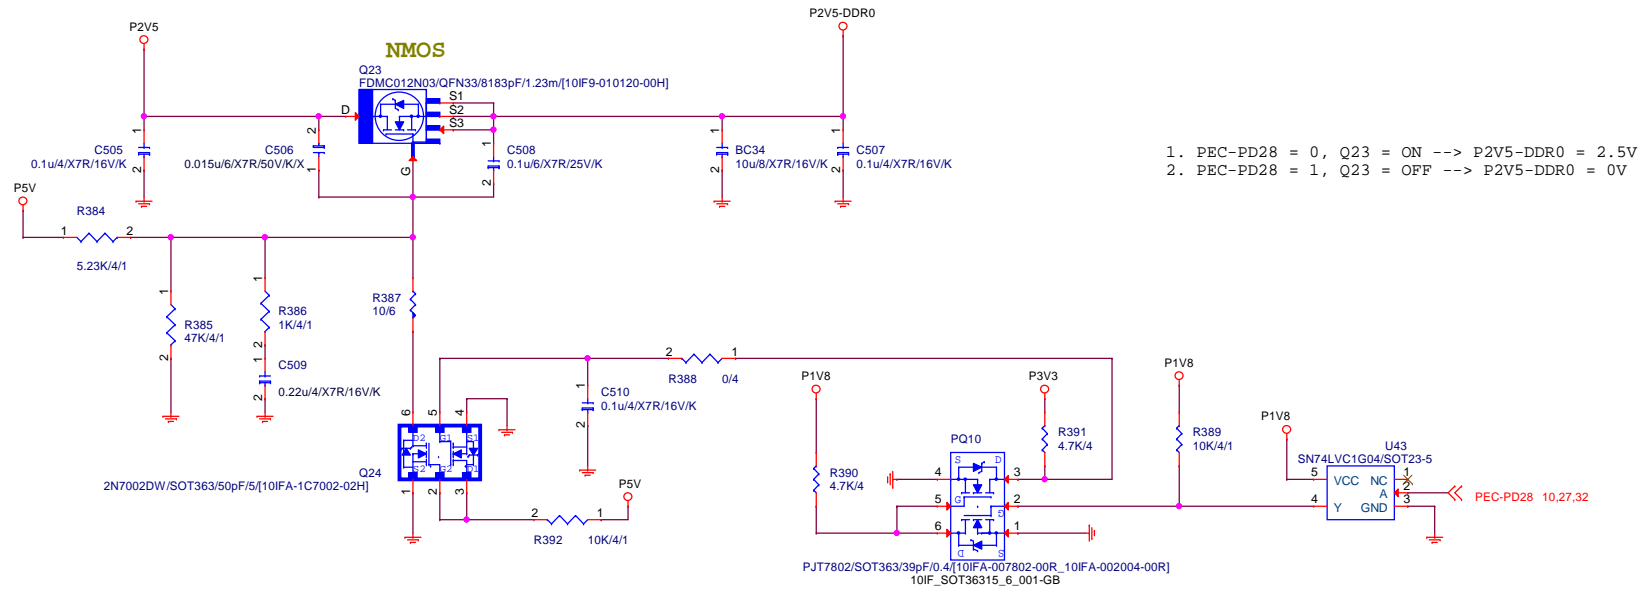 P2V5
P2V5-DDR0
NMOS
Q23
FDMC012N03/QFN33/8183pF/1.23m/[10IF9-010120-00H]
D
S1
S2
S3
G
1
C505
0.1u/4/X7R/16V/K
2
2
C506
0.015u/6/X7R/50V/K/X
1
1
C508
0.1u/6/X7R/25V/K
2
1
BC34
10u/8/X7R/16V/K
2
1
C507
0.1u/4/X7R/16V/K
2
1. PEC-PD28 = 0, Q23 = ON --> P2V5-DDR0 = 2.5V
2. PEC-PD28 = 1, Q23 = OFF --> P2V5-DDR0 = 0V
P5V
R384
1 2
5.23K/4/1
1
R385
47K/4/1
2
1
R386
1K/4/1
2
1
C509
0.22u/4/X7R/16V/K
2
R387
10/6
2 1
R388 0/4
1
C510
0.1u/4/X7R/16V/K
2
6 5 4
D2 G1 S1
S2 G2 D1
Q24
2N7002DW/SOT363/50pF/5/[10IFA-1C7002-02H]
1 2 3
P5V
2 1
R392 10K/4/1
P1V8
R390
4.7K/4
P3V3
R391
4.7K/4
PQ10
S D
4 3
G
5 2
G
6 1
D S
PJT7802/SOT363/39pF/0.4/[10IFA-007802-00R_10IFA-002004-00R]
10IF_SOT36315_6_001-GB
P1V8
R389
10K/4/1
P1V8
U43
SN74LVC1G04/SOT23-5
5 VCC NC 1
A 2
4 Y GND 3
PEC-PD28 10,27,32